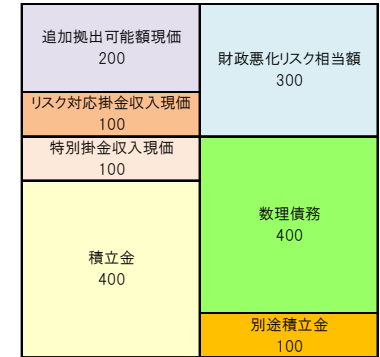 追加拠出可能額現価
200
リスク対応掛金収入現価
100
特別掛金収入現価
100
積立金
400
財政悪化リスク相当額
300
数理債務
400
別途積立金
100